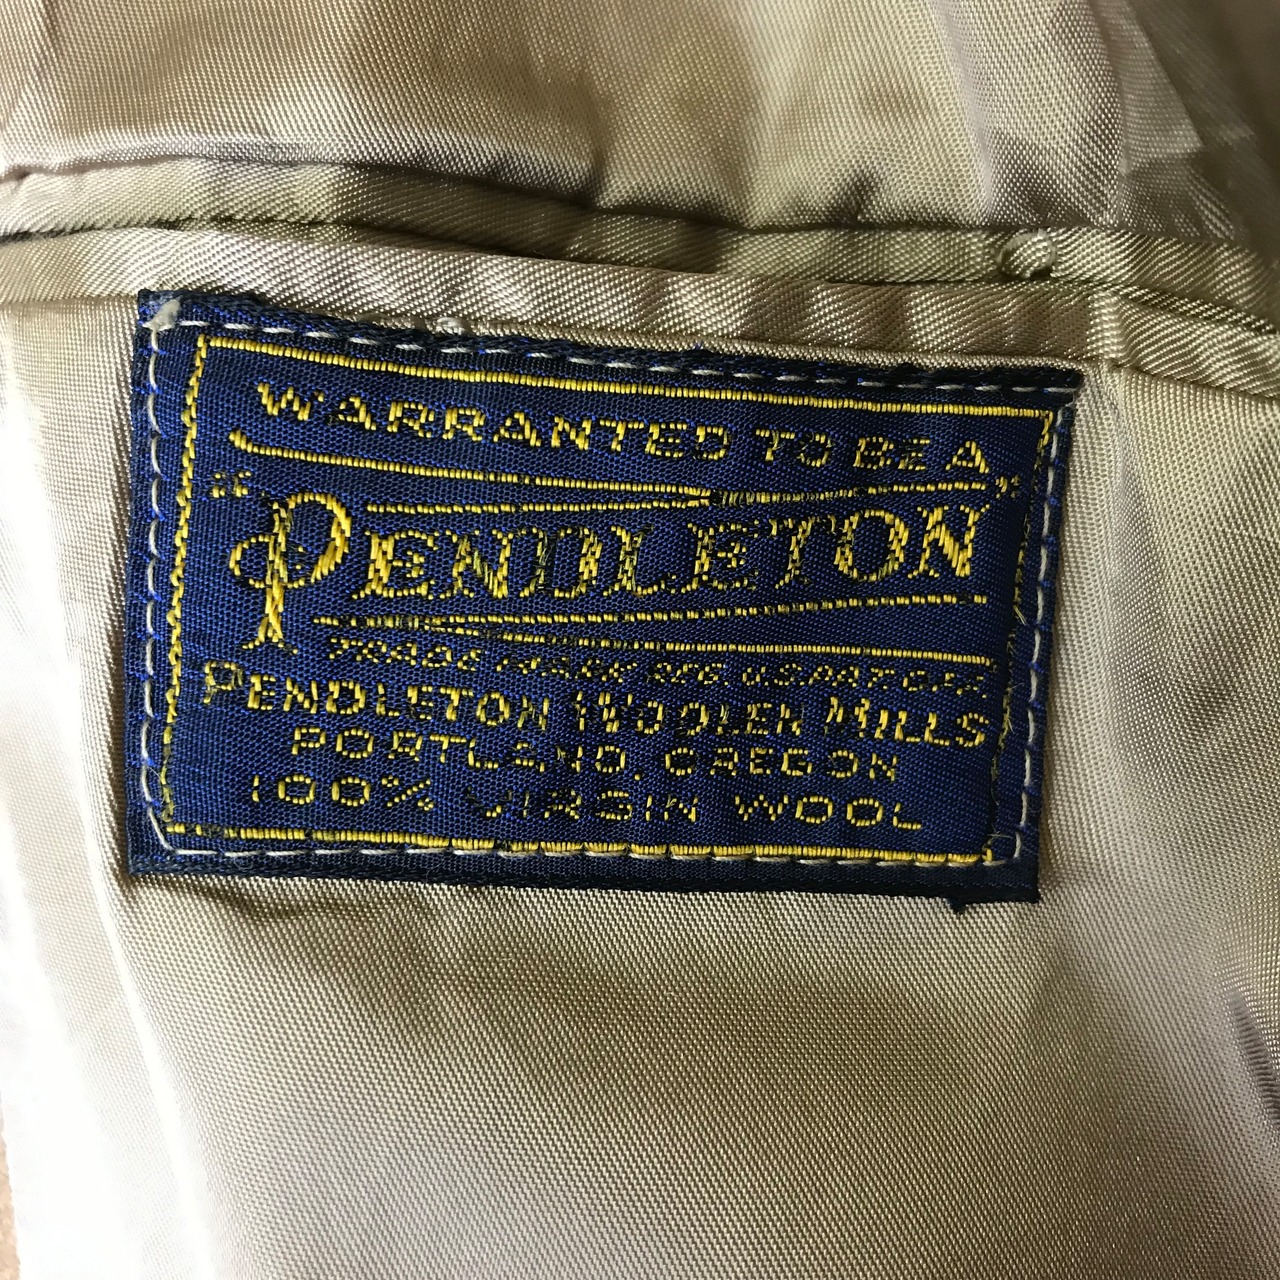 WARRANTED TO BE A
"PENDLETON"
TRADE MARK REG. U.S. PAT. OFF.
PENDLETON WOOLEN MILLS
PORTLAND, OREGON
100% VIRGIN WOOL